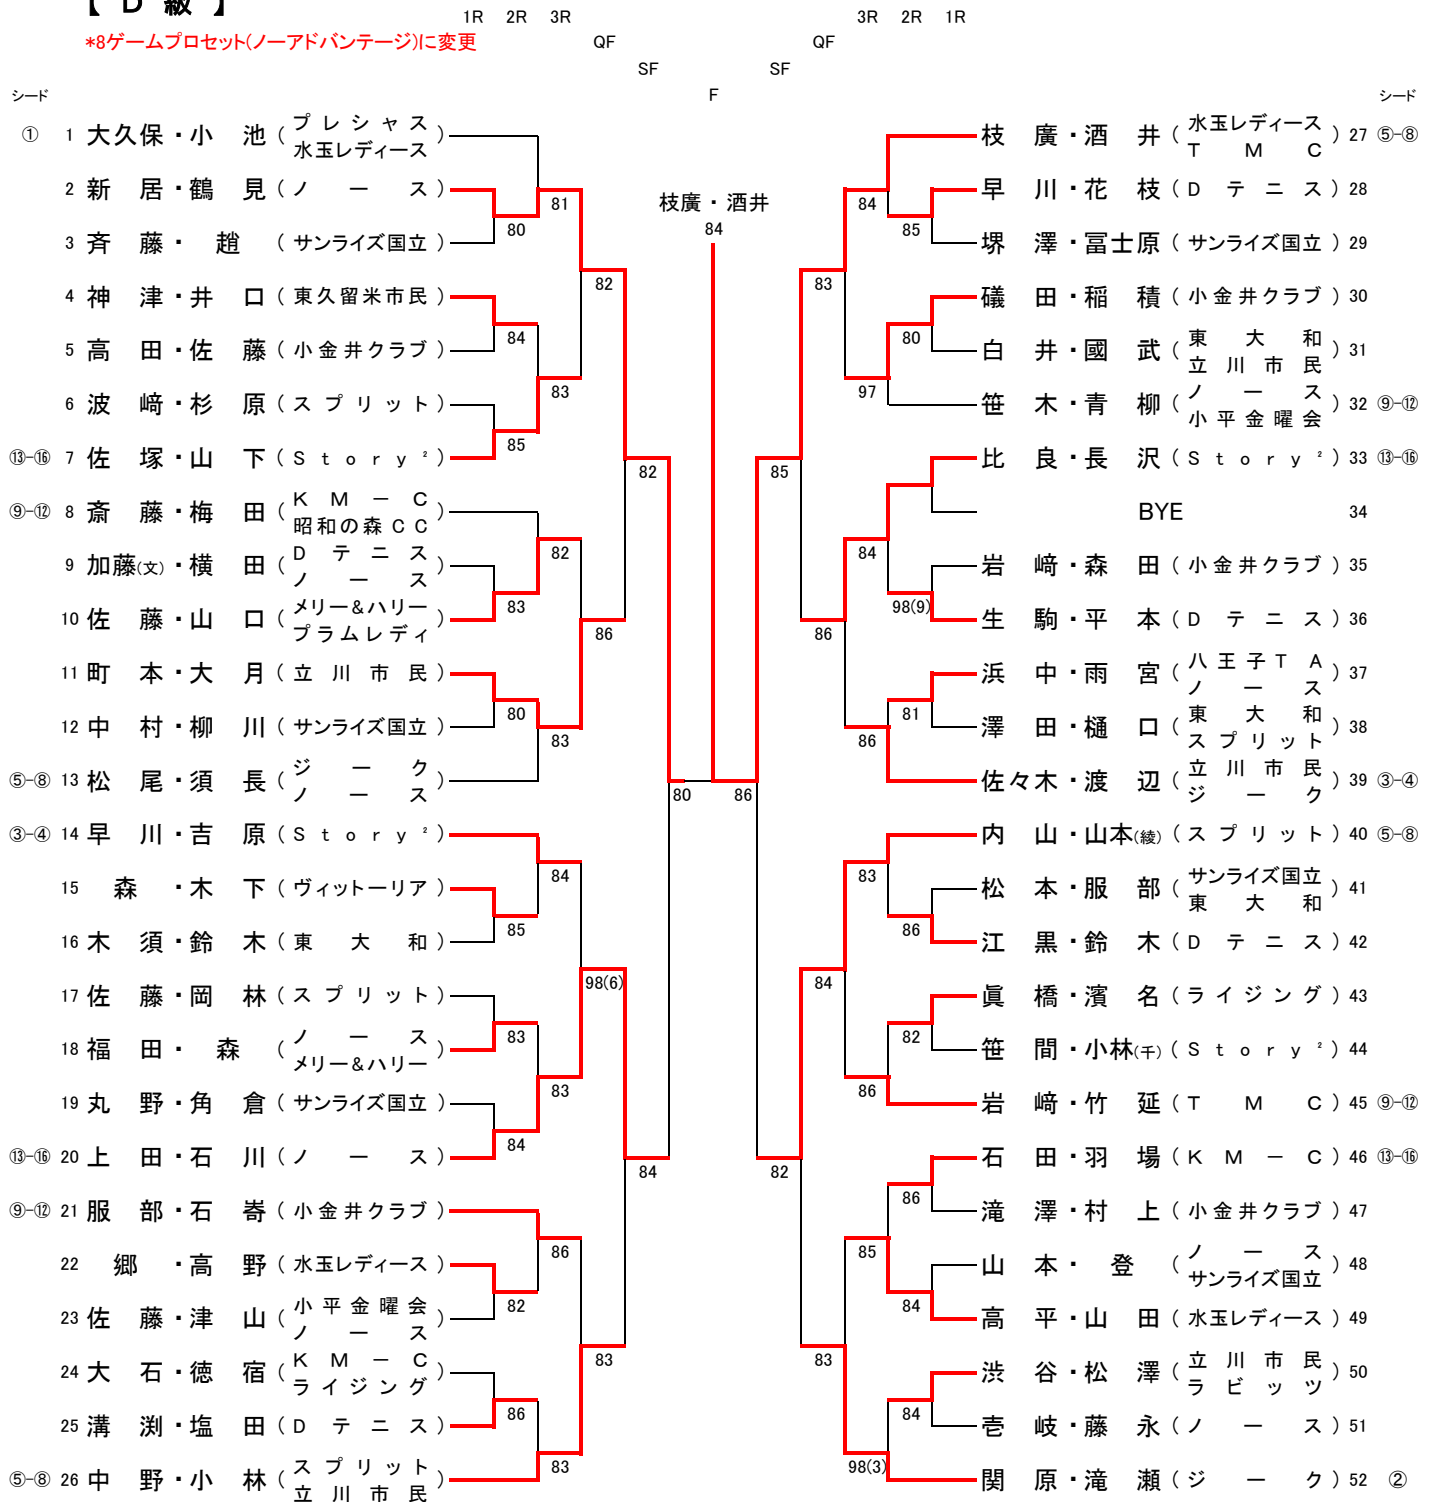 【 D 級 】
1R 2R 3R
3R 2R 1R
*8ゲームプロセット(ノーアドバンテージ)に変更
QF
QF
SF
SF
F
シード
シード
① 1 大久保・小 池 ( プレシャス 水玉レディース )
2 新 居・鶴 見 ( ノース )
3 斉 藤・ 趙 ( サンライズ国立 )
4 神 津・井 口 ( 東久留米市民 )
5 高 田・佐 藤 ( 小金井クラブ )
6 波 﨑・杉 原 ( スプリット )
⑬-⑯ 7 佐 塚・山 下 ( Story² )
⑨-⑫ 8 斎 藤・梅 田 ( KM-C 昭和の森CC )
9 加藤(文)・横 田 ( Dテニス ノース )
10 佐 藤・山 口 ( メリー&ハリー プラムレディ )
11 町 本・大 月 ( 立川市民 )
12 中 村・柳 川 ( サンライズ国立 )
⑤-⑧ 13 松 尾・須 長 ( ジーク ノース )
③-④ 14 早 川・吉 原 ( Story² )
15 森 ・木 下 ( ヴィットーリア )
16 木 須・鈴 木 ( 東大和 )
17 佐 藤・岡 林 ( スプリット )
18 福 田・ 森 ( ノース メリー&ハリー )
19 丸 野・角 倉 ( サンライズ国立 )
⑬-⑯ 20 上 田・石 川 ( ノース )
⑨-⑫ 21 服 部・石 嵜 ( 小金井クラブ )
22 郷 ・高 野 ( 水玉レディース )
23 佐 藤・津 山 ( 小平金曜会 ノース )
24 大 石・徳 宿 ( KM-C ライジング )
25 溝 渕・塩 田 ( Dテニス )
⑤-⑧ 26 中 野・小 林 ( スプリット 立川市民 )
80
84
85
83
80
85
83
84
82
86
81
83
82
83
84
83
86
83
82
86
98(6)
83
82
84
80
枝廣・酒井
84
86
85
82
83
86
84
83
84
97
84
86
83
86
85
98(3)
85
80
98(9)
81
86
82
86
84
84
枝 廣・酒 井 ( 水玉レディース TMC ) 27 ⑤-⑧
早 川・花 枝 ( Dテニス ) 28
堺 澤・冨士原 ( サンライズ国立 ) 29
礒 田・稲 積 ( 小金井クラブ ) 30
白 井・國 武 ( 東大和 立川市民 ) 31
笹 木・青 柳 ( ノース 小平金曜会 ) 32 ⑨-⑫
比 良・長 沢 ( Story² ) 33 ⑬-⑯
BYE 34
岩 﨑・森 田 ( 小金井クラブ ) 35
生 駒・平 本 ( Dテニス ) 36
浜 中・雨 宮 ( 八王子TA ノース ) 37
澤 田・樋 口 ( 東大和 スプリット ) 38
佐々木・渡 辺 ( 立川市民 ジーク ) 39 ③-④
内 山・山本(綾) ( スプリット ) 40 ⑤-⑧
松 本・服 部 ( サンライズ国立 東大和 ) 41
江 黒・鈴 木 ( Dテニス ) 42
眞 橋・濱 名 ( ライジング ) 43
笹 間・小林(千) ( Story² ) 44
岩 﨑・竹 延 ( TMC ) 45 ⑨-⑫
石 田・羽 場 ( KM-C ) 46 ⑬-⑯
滝 澤・村 上 ( 小金井クラブ ) 47
山 本・ 登 ( ノース サンライズ国立 ) 48
高 平・山 田 ( 水玉レディース ) 49
渋 谷・松 澤 ( 立川市民 ラビッツ ) 50
壱 岐・藤 永 ( ノース ) 51
関 原・滝 瀬 ( ジーク ) 52 ②